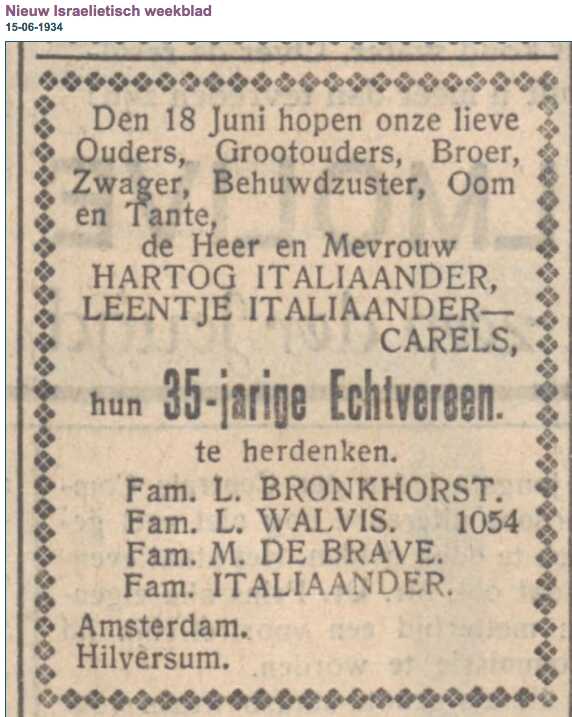 Nieuw Israelietisch weekblad
15-06-1934
Den 18 Juni hopen onze lieve
Ouders, Grootouders, Broer,
Zwager, Behuwdzuster, Oom
en Tante,
de Heer en Mevrouw
HARTOG ITALIAANDER,
LEENTJE ITALIAANDER—
CARELS,
hun 35-jarige Echtvereen.
te herdenken.
Fam. L. BRONKHORST.
Fam. L. WALVIS. 1054
Fam. M. DE BRAVE.
Fam. ITALIAANDER.
Amsterdam.
Hilversum.